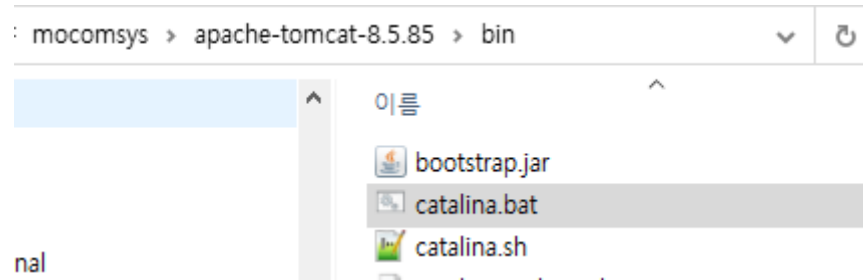 mocomsys > apache-tomcat-8.5.85 > bin
이름
bootstrap.jar
catalina.bat
catalina.sh
nal